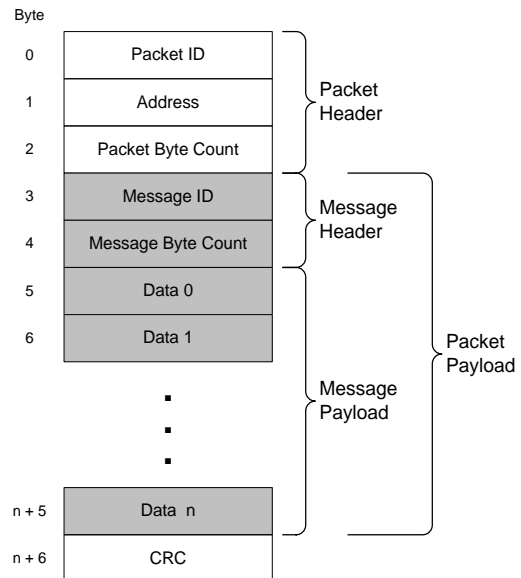 Byte
0 Packet ID
1 Address
2 Packet Byte Count
Packet
Header
3 Message ID
4 Message Byte Count
Message
Header
5 Data 0
6 Data 1
Message
Payload
Packet
Payload
n + 5 Data n
n + 6 CRC